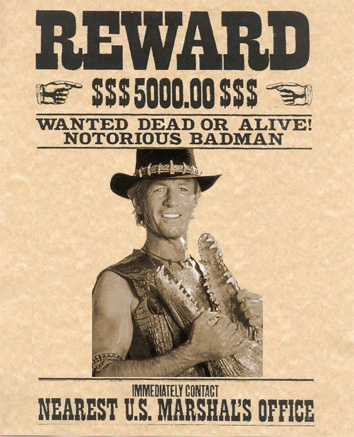 REWARD
$$$ 5000.00 $$$
WANTED DEAD OR ALIVE!
NOTORIOUS BADMAN
IMMEDIATELY CONTACT
NEAREST U.S. MARSHAL'S OFFICE